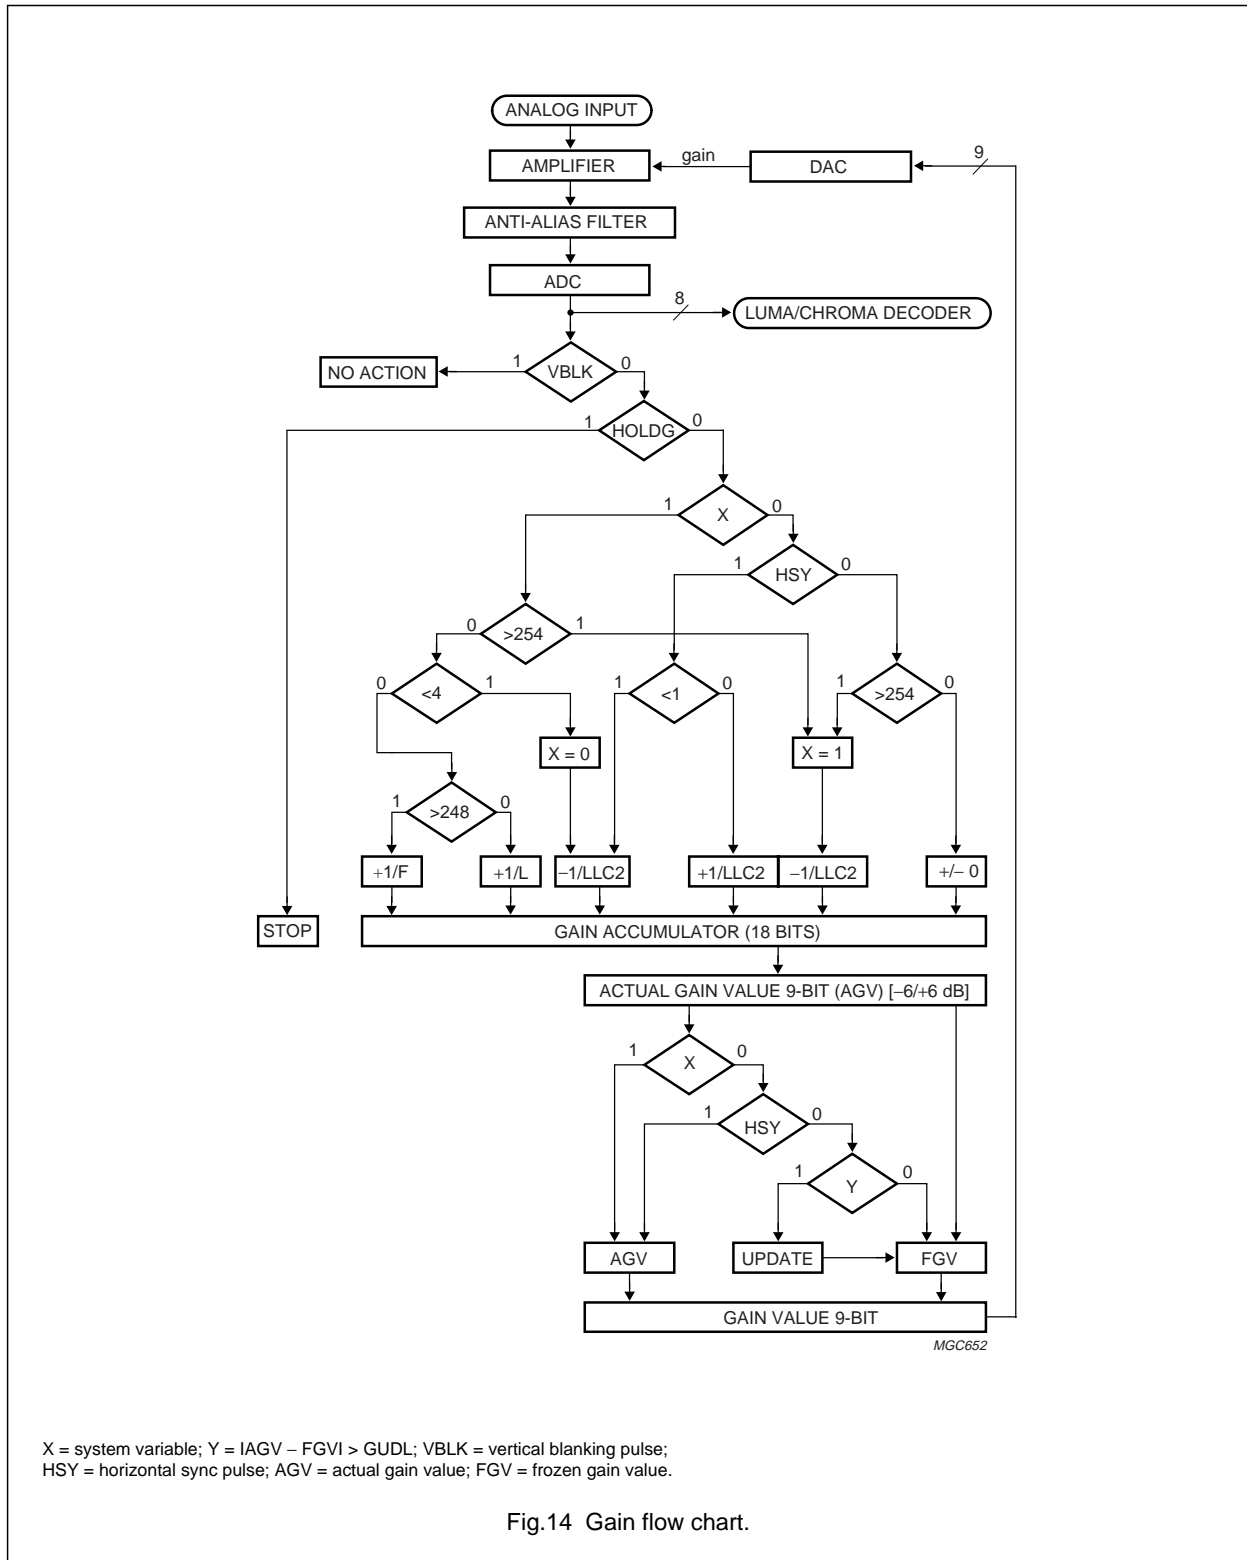 ANALOG INPUT
AMPLIFIER
gain
DAC
9
ANTI-ALIAS FILTER
ADC
8
LUMA/CHROMA DECODER
NO ACTION
1
VBLK
0
1
HOLDG
0
1
X
0
1
HSY
0
0
>254
1
0
<4
1
1
<1
0
1
>254
0
X = 0
X = 1
1
>248
0
+1/F
+1/L
−1/LLC2
+1/LLC2
−1/LLC2
+/− 0
STOP
GAIN ACCUMULATOR (18 BITS)
ACTUAL GAIN VALUE 9-BIT (AGV) [−6/+6 dB]
1
X
0
1
HSY
0
1
Y
0
AGV
UPDATE
FGV
GAIN VALUE 9-BIT
MGC652
X = system variable; Y = IAGV − FGVI > GUDL; VBLK = vertical blanking pulse;
HSY = horizontal sync pulse; AGV = actual gain value; FGV = frozen gain value.
Fig.14 Gain flow chart.